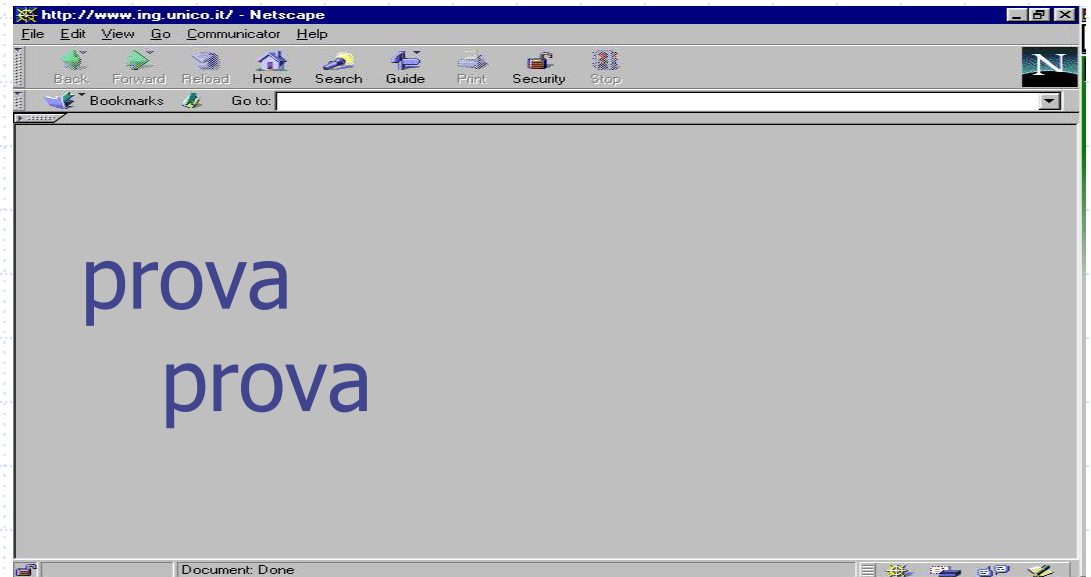 http://www.ing.unico.it/ - Netscape
File Edit View Go Communicator Help
Back Forward Reload Home Search Guide Print Security Stop
N
Bookmarks Go to:
prova
prova
Document: Done